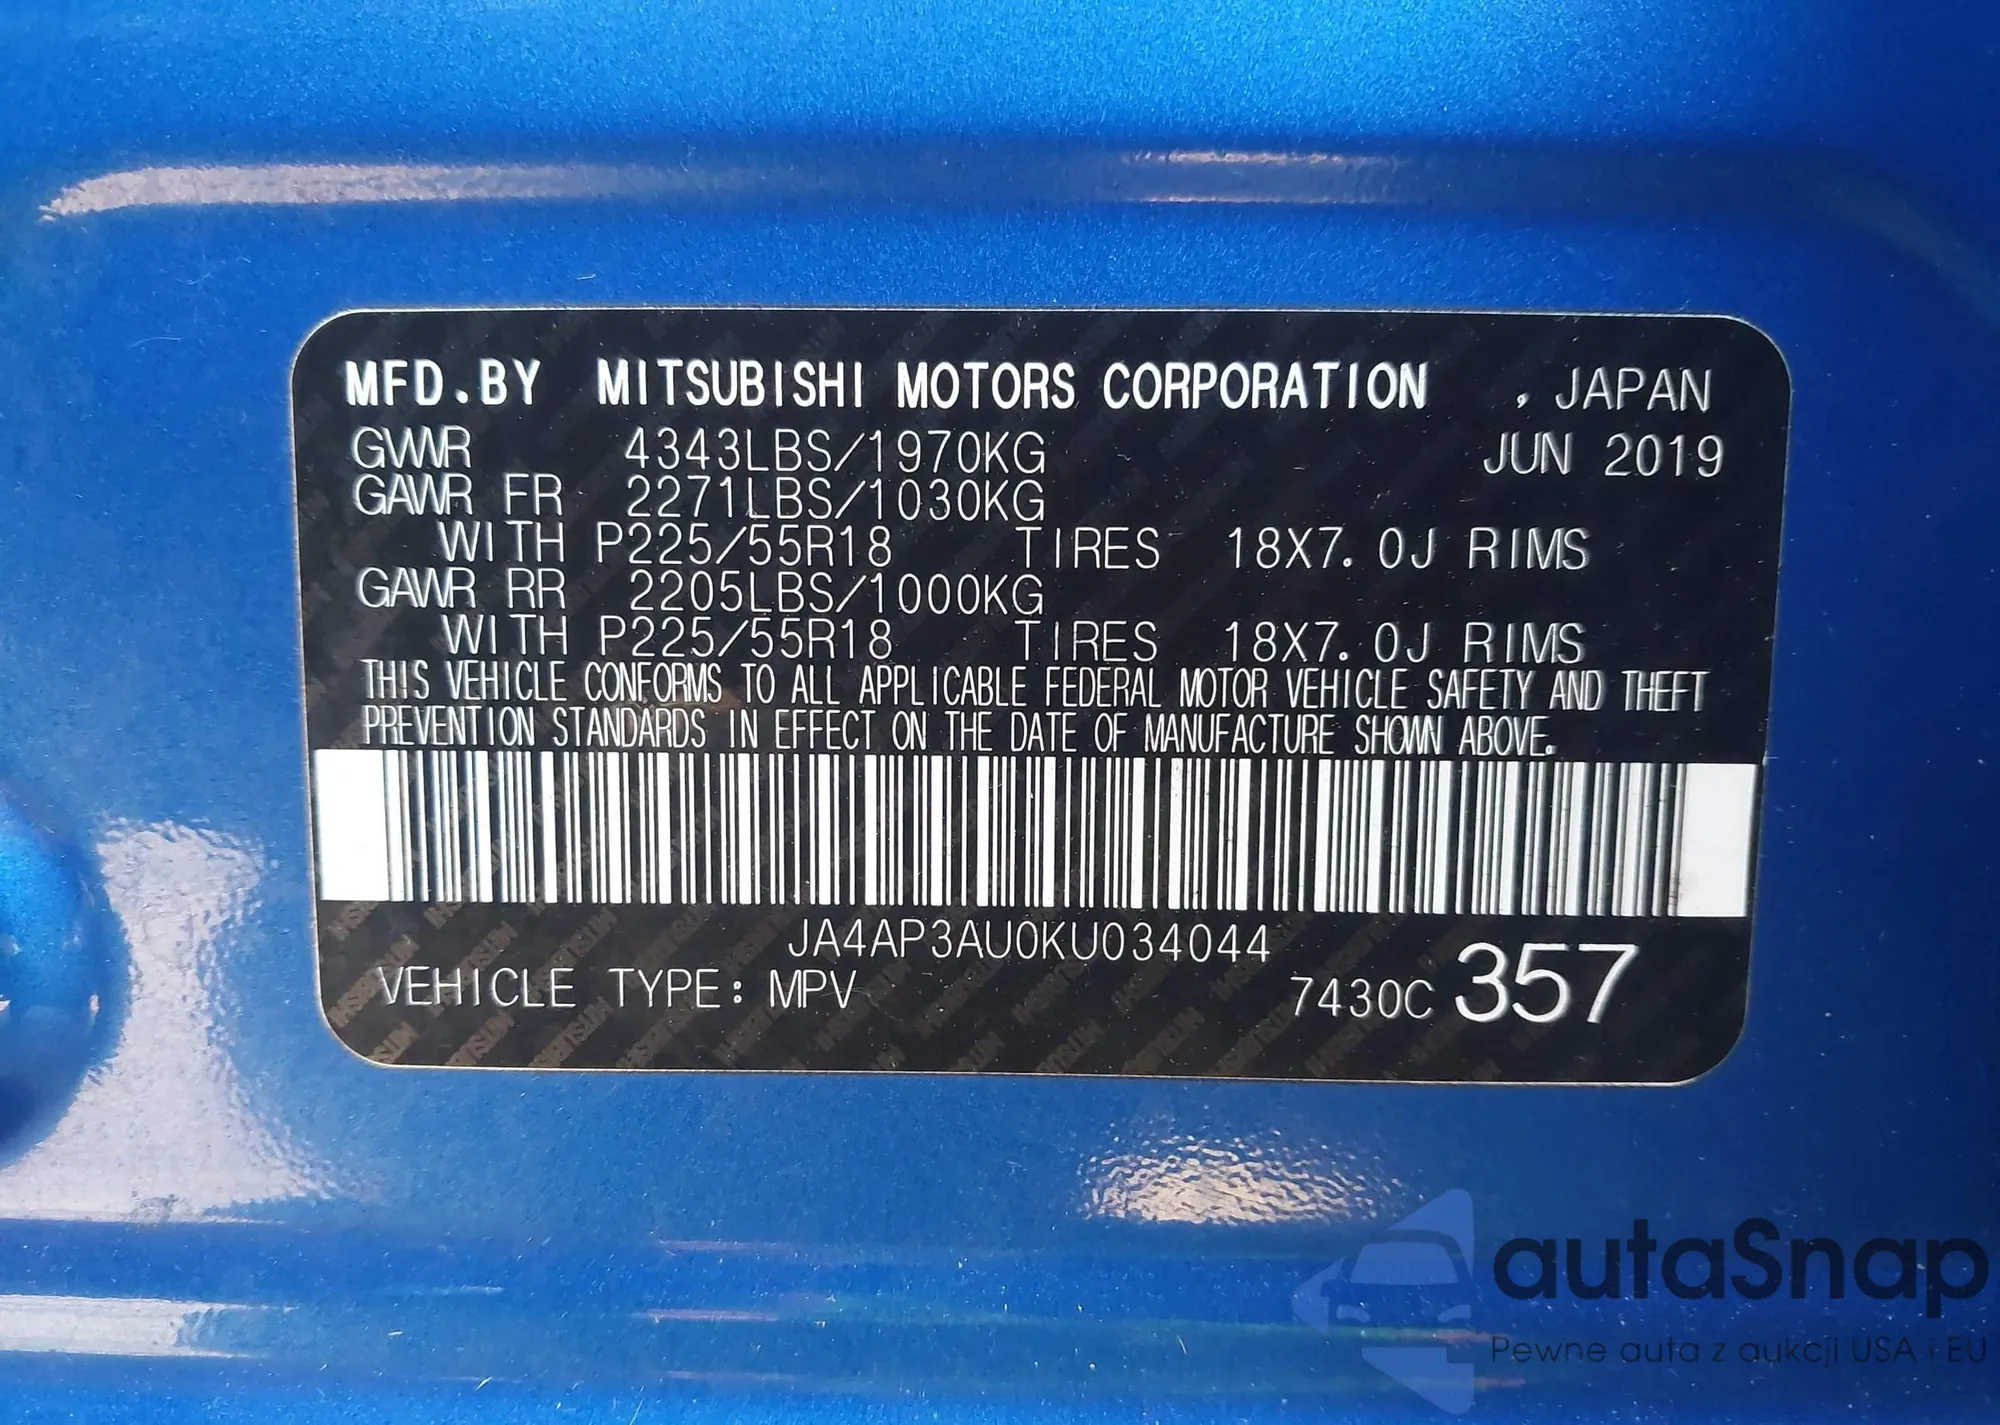 MFD.BY MITSUBISHI MOTORS CORPORATION , JAPAN
GVWR 4343LBS/1970KG JUN 2019
GAWR FR 2271LBS/1030KG
WITH P225/55R18 TIRES 18X7.0J RIMS
GAWR RR 2205LBS/1000KG
WITH P225/55R18 TIRES 18X7.0J RIMS
THIS VEHICLE CONFORMS TO ALL APPLICABLE FEDERAL MOTOR VEHICLE SAFETY AND THEFT
PREVENTION STANDARDS IN EFFECT ON THE DATE OF MANUFACTURE SHOWN ABOVE.
JA4AP3AU0KU034044
VEHICLE TYPE: MPV 7430C 357
autaSnap
Pewne auta z aukcji USA i EU